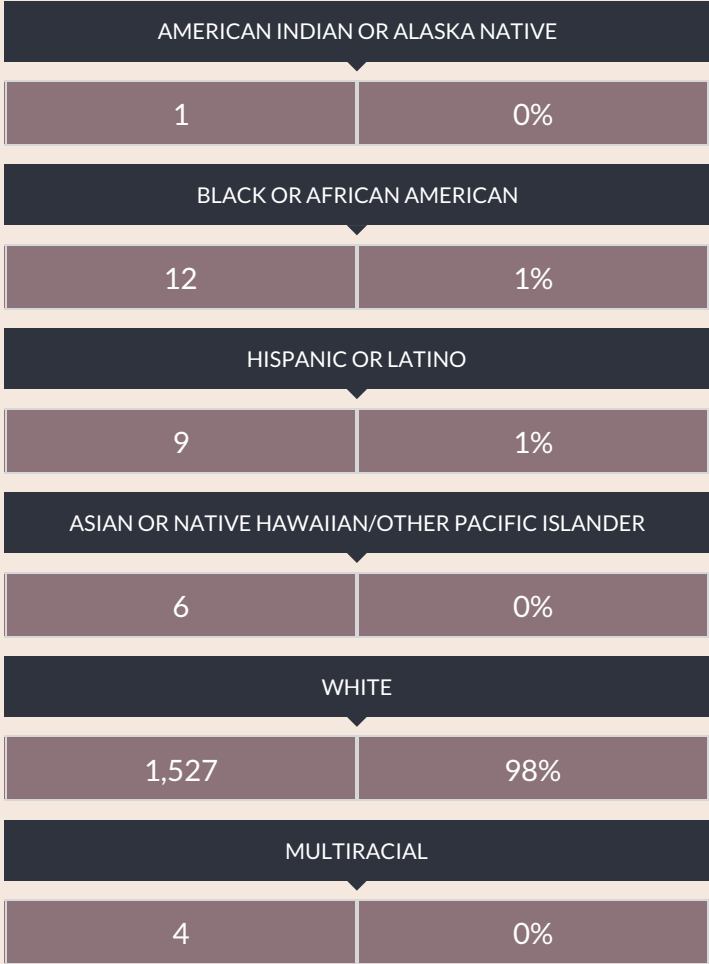 AMERICAN INDIAN OR ALASKA NATIVE
1 0%
BLACK OR AFRICAN AMERICAN
12 1%
HISPANIC OR LATINO
9 1%
ASIAN OR NATIVE HAWAIIAN/OTHER PACIFIC ISLANDER
6 0%
WHITE
1,527 98%
MULTIRACIAL
4 0%